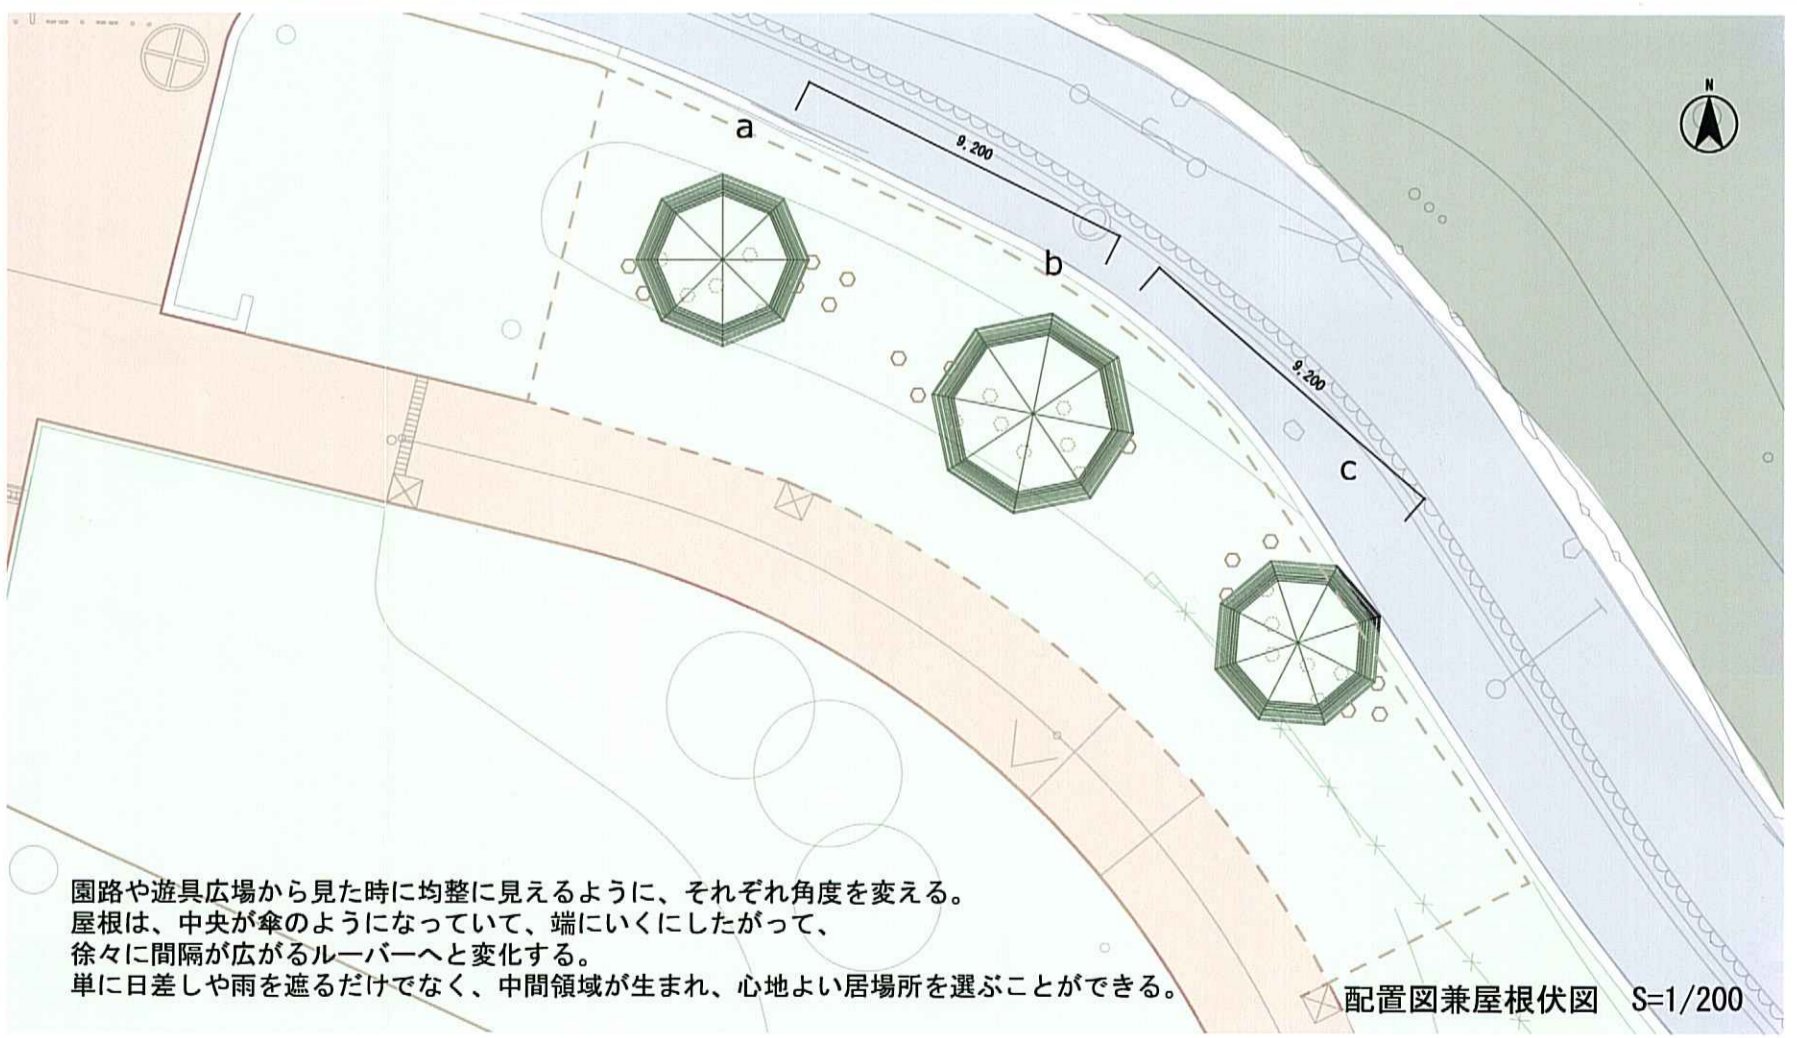 N
a
9,200
b
9,200
c
園路や遊具広場から見た時に均整に見えるように、それぞれ角度を変える。
屋根は、中央が傘のようになっていて、端にいくにしたがって、
徐々に間隔が広がるルーバーへと変化する。
単に日差しや雨を遮るだけでなく、中間領域が生まれ、心地よい居場所を選ぶことができる。
配置図兼屋根伏図 S=1/200